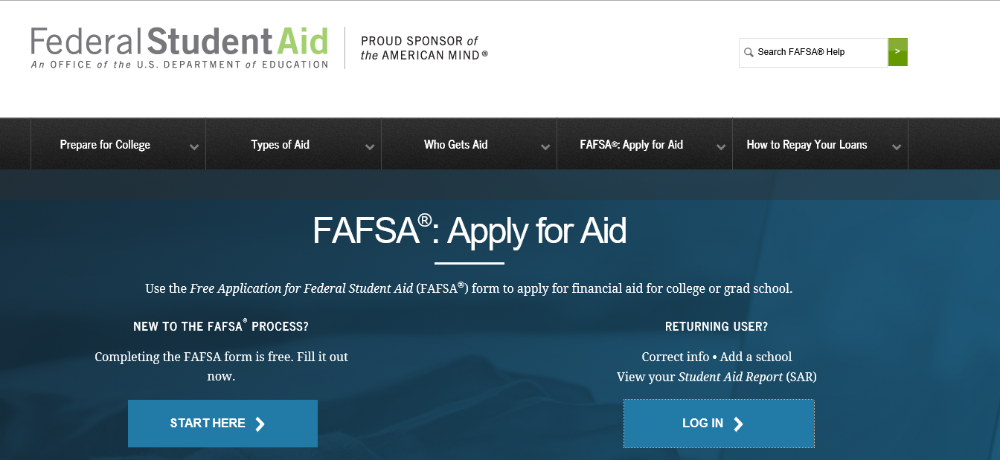 Federal Student Aid
An OFFICE of the U.S. DEPARTMENT of EDUCATION
PROUD SPONSOR of
the AMERICAN MIND®
Search FAFSA® Help
>
Prepare for College
Types of Aid
Who Gets Aid
FAFSA®: Apply for Aid
How to Repay Your Loans
FAFSA®: Apply for Aid
Use the Free Application for Federal Student Aid (FAFSA®) form to apply for financial aid for college or grad school.
NEW TO THE FAFSA® PROCESS?
Completing the FAFSA form is free. Fill it out
now.
START HERE
RETURNING USER?
Correct info • Add a school
View your Student Aid Report (SAR)
LOG IN